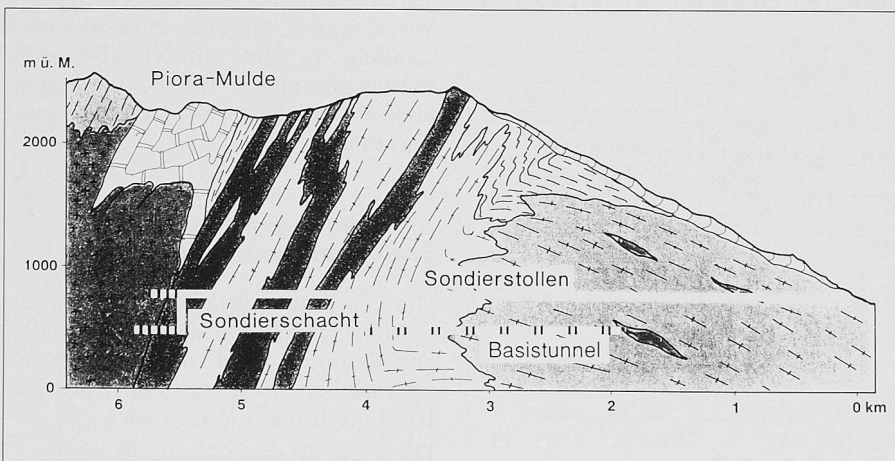 m ü. M.
Piora-Mulde
2000
1000
Sondierstollen
Sondierschacht
Basistunnel
0
6 5 4 3 2 1 0 km